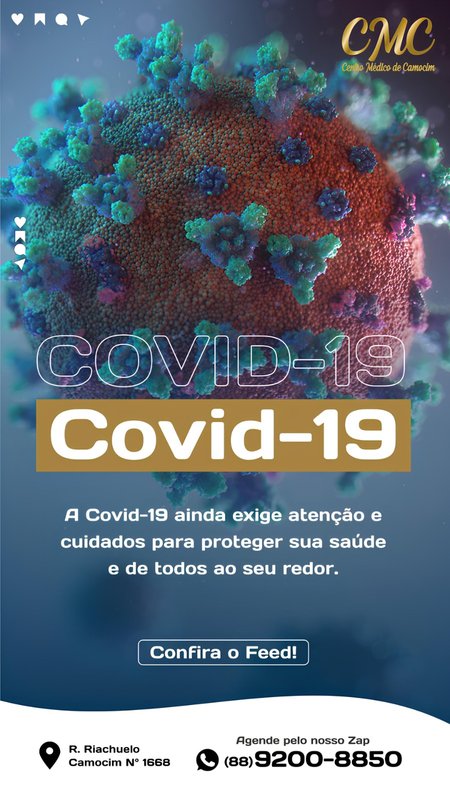 CMC
Centro Médico de Camocim
COVID-19
Covid-19
A Covid-19 ainda exige atenção e
cuidados para proteger sua saúde
e de todos ao seu redor.
Confira o Feed!
R. Riachuelo
Camocim N° 1668
Agende pelo nosso Zap
(88)9200-8850